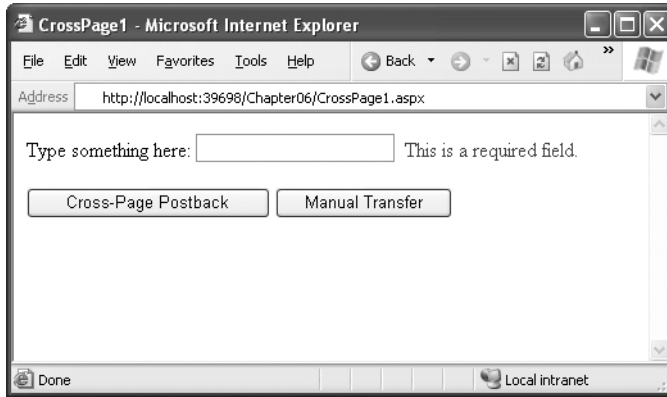 CrossPage1 - Microsoft Internet Explorer
File Edit View Favorites Tools Help Back »
Address http://localhost:39698/Chapter06/CrossPage1.aspx
Type something here: This is a required field.
Cross-Page Postback Manual Transfer
Done Local intranet